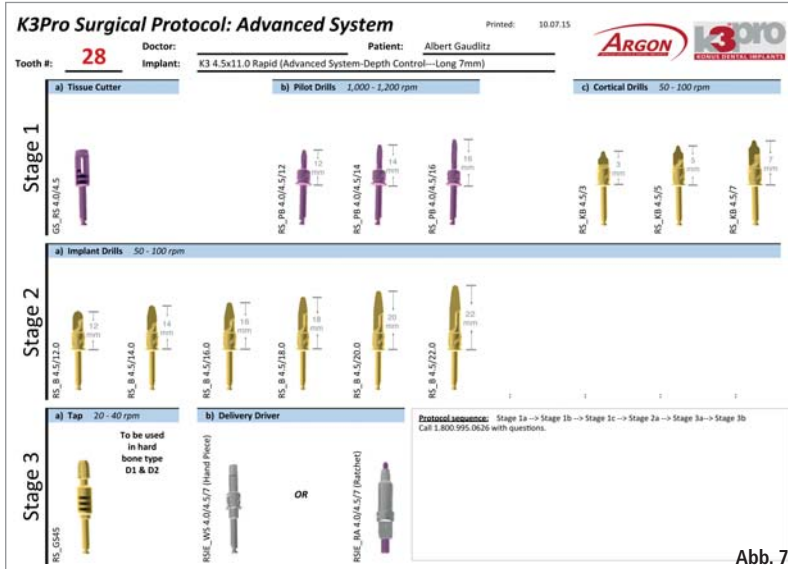 K3Pro Surgical Protocol: Advanced System
Printed: 10.07.15
Doctor:
Patient: Albert Gaudlitz
Tooth #: 28
Implant: K3 4.5x11.0 Rapid (Advanced System-Depth Control---Long 7mm)
ARGON
k3pro
KONUS DENTAL IMPLANTS
Stage 1
a) Tissue Cutter
b) Pilot Drills 1,000 - 1,200 rpm
c) Cortical Drills 50 - 100 rpm
GS_RS 4.0/4.5
RS_PB 4.0/4.5/12
12 mm
RS_PB 4.0/4.5/14
14 mm
RS_PB 4.0/4.5/16
16 mm
RS_KB 4.5/3
3 mm
RS_KB 4.5/5
5 mm
RS_KB 4.5/7
7 mm
Stage 2
a) Implant Drills 50 - 100 rpm
RS_B 4.5/12.0
12 mm
RS_B 4.5/14.0
14 mm
RS_B 4.5/16.0
16 mm
RS_B 4.5/18.0
18 mm
RS_B 4.5/20.0
20 mm
RS_B 4.5/22.0
22 mm
Stage 3
a) Tap 20 - 40 rpm
To be used
in hard
bone type
D1 & D2
RS_GS45
b) Delivery Driver
RSIE_WS 4.0/4.5/7 (Hand Piece)
OR
RSIE_RA 4.0/4.5/7 (Ratchet)
Protocol sequence: Stage 1a --> Stage 1b --> Stage 1c --> Stage 2a --> Stage 3a--> Stage 3b
Call 1.800.995.0626 with questions.
Abb. 7